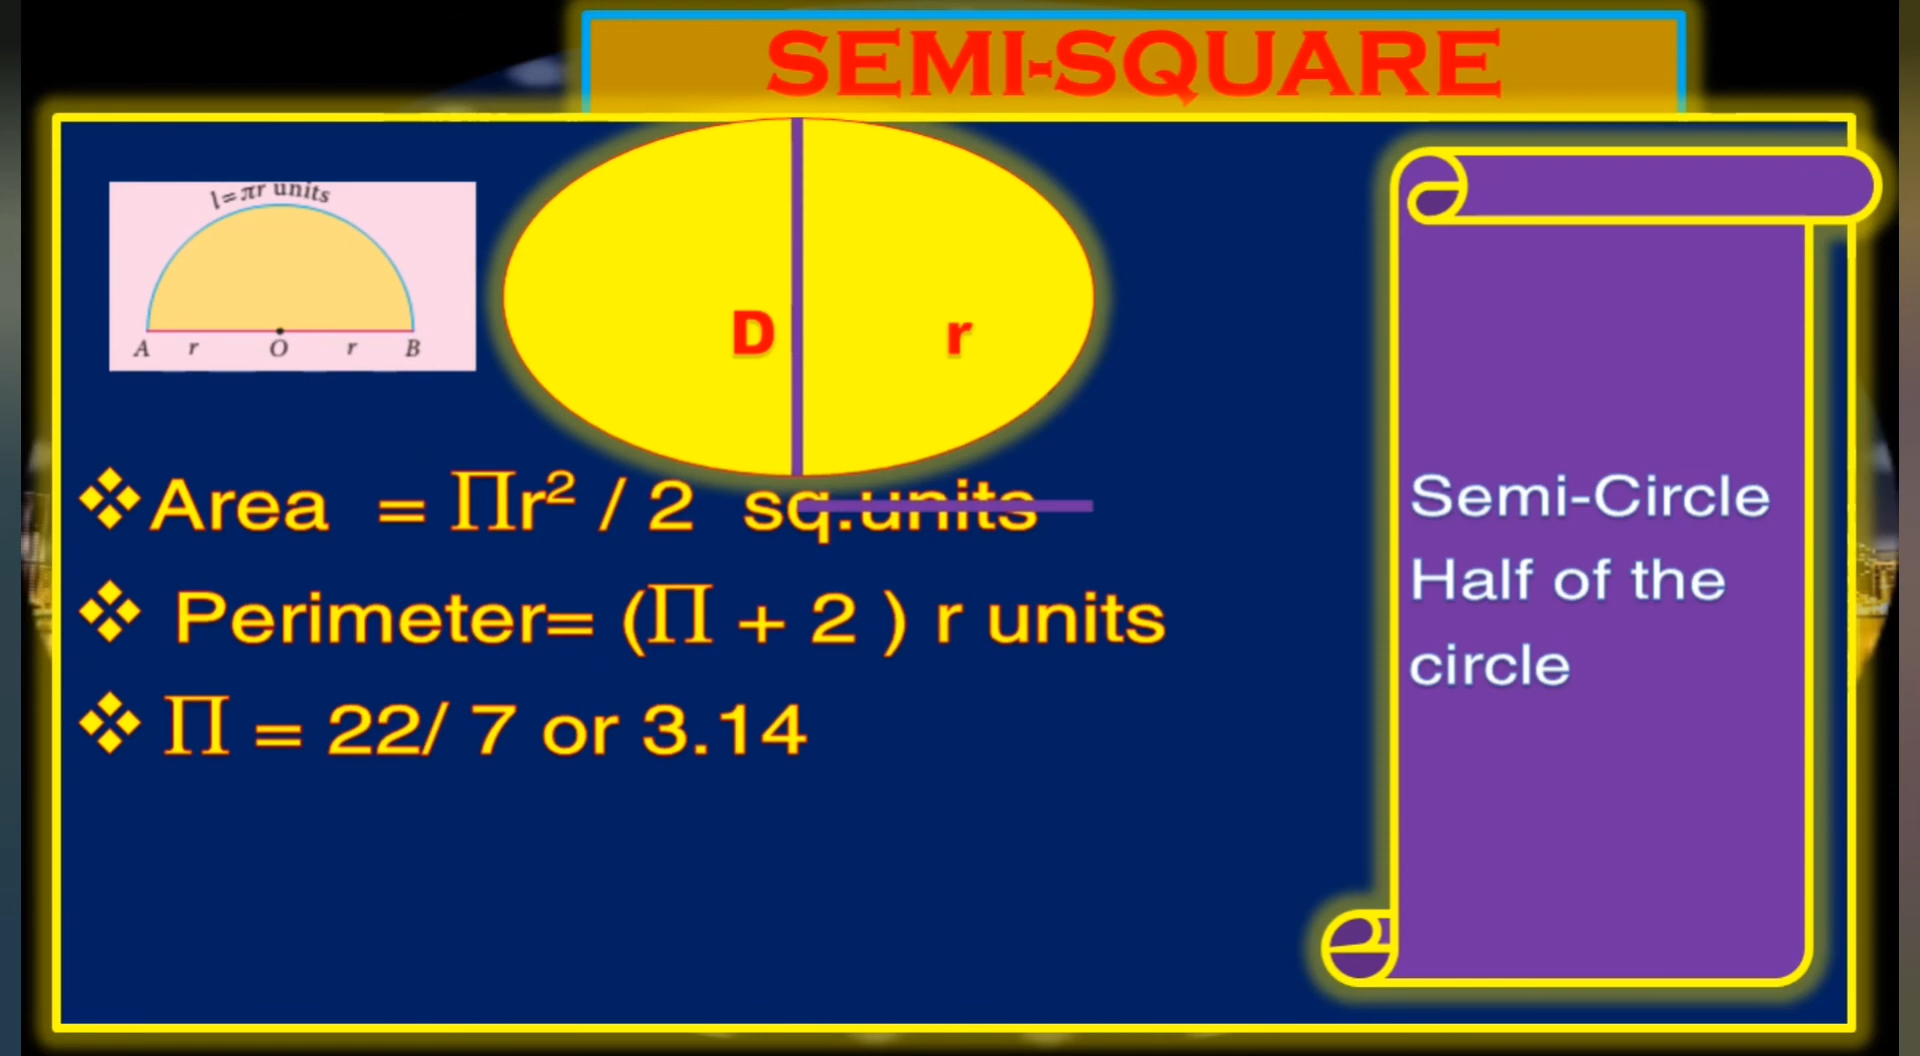 SEMI-SQUARE
l=πr units
A r O r B
D r
❖Area = Πr² / 2 sq.units
❖ Perimeter= (Π + 2 ) r units
❖ Π = 22/ 7 or 3.14
Semi-Circle
Half of the
circle